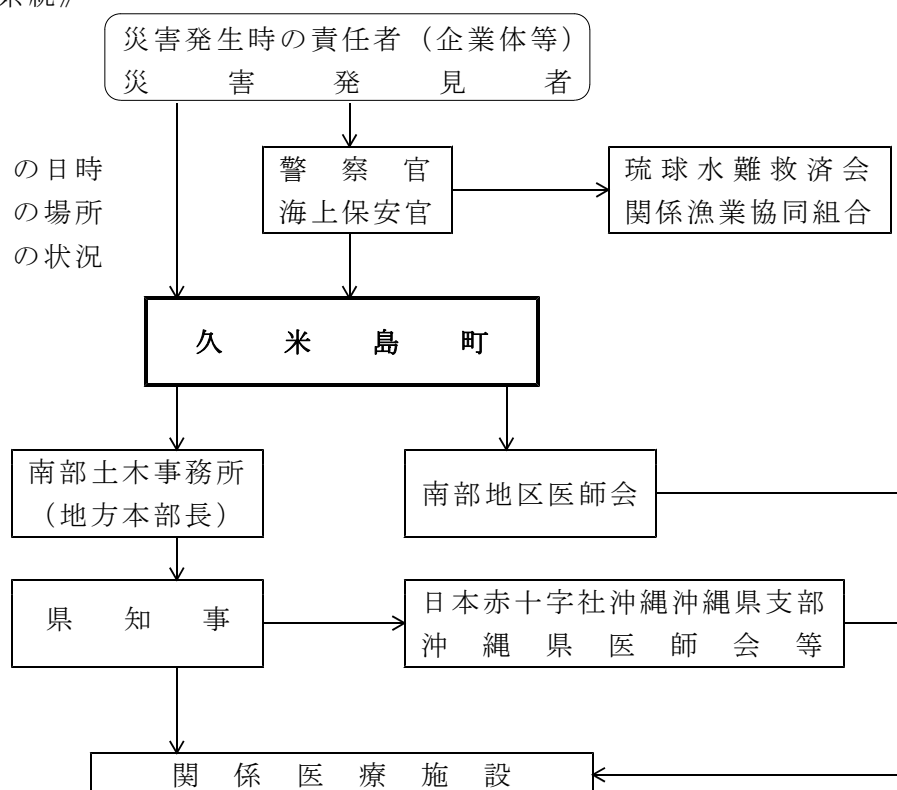 系統》
災害発生時の責任者（企業体等）
災害発見者
の日時
の場所
の状況
警察官
海上保安官
琉球水難救済会
関係漁業協同組合
久米島町
南部土木事務所
（地方本部長）
南部地区医師会
県知事
日本赤十字社沖縄沖縄県支部
沖縄県医師会等
関係医療施設